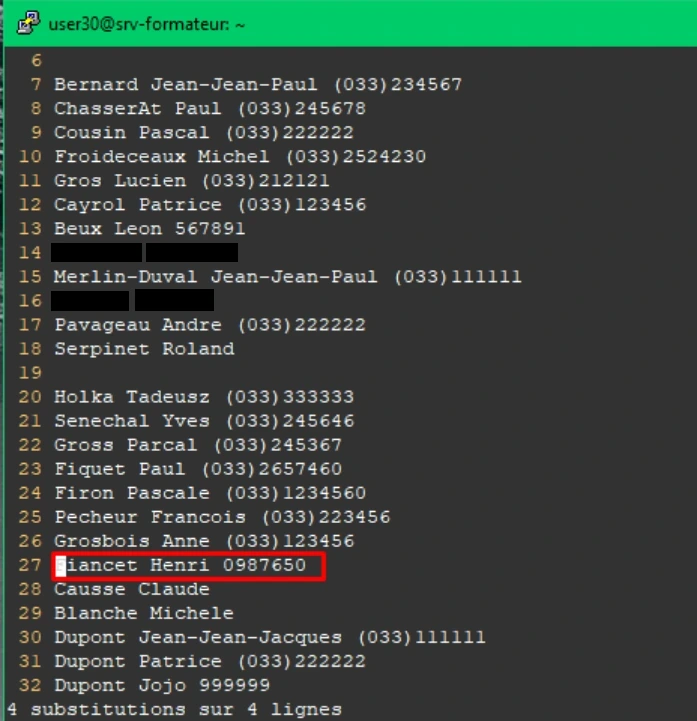 user30@srv-formateur: ~
6
7 Bernard Jean-Jean-Paul (033)234567
8 ChasserAt Paul (033)245678
9 Cousin Pascal (033)222222
10 Froideceaux Michel (033)2524230
11 Gros Lucien (033)212121
12 Cayrol Patrice (033)123456
13 Beux Leon 567891
14
15 Merlin-Duval Jean-Jean-Paul (033)111111
16
17 Pavageau Andre (033)222222
18 Serpinet Roland
19
20 Holka Tadeusz (033)333333
21 Senechal Yves (033)245646
22 Gross Parcal (033)245367
23 Fiquet Paul (033)2657460
24 Firon Pascale (033)1234560
25 Pecheur Francois (033)223456
26 Grosbois Anne (033)123456
27 Henri 0987650
28 Causse Claude
29 Blanche Michele
30 Dupont Jean-Jean-Jacques (033)111111
31 Dupont Patrice (033)222222
32 Dupont Jojo 999999
4 substitutions sur 4 lignes